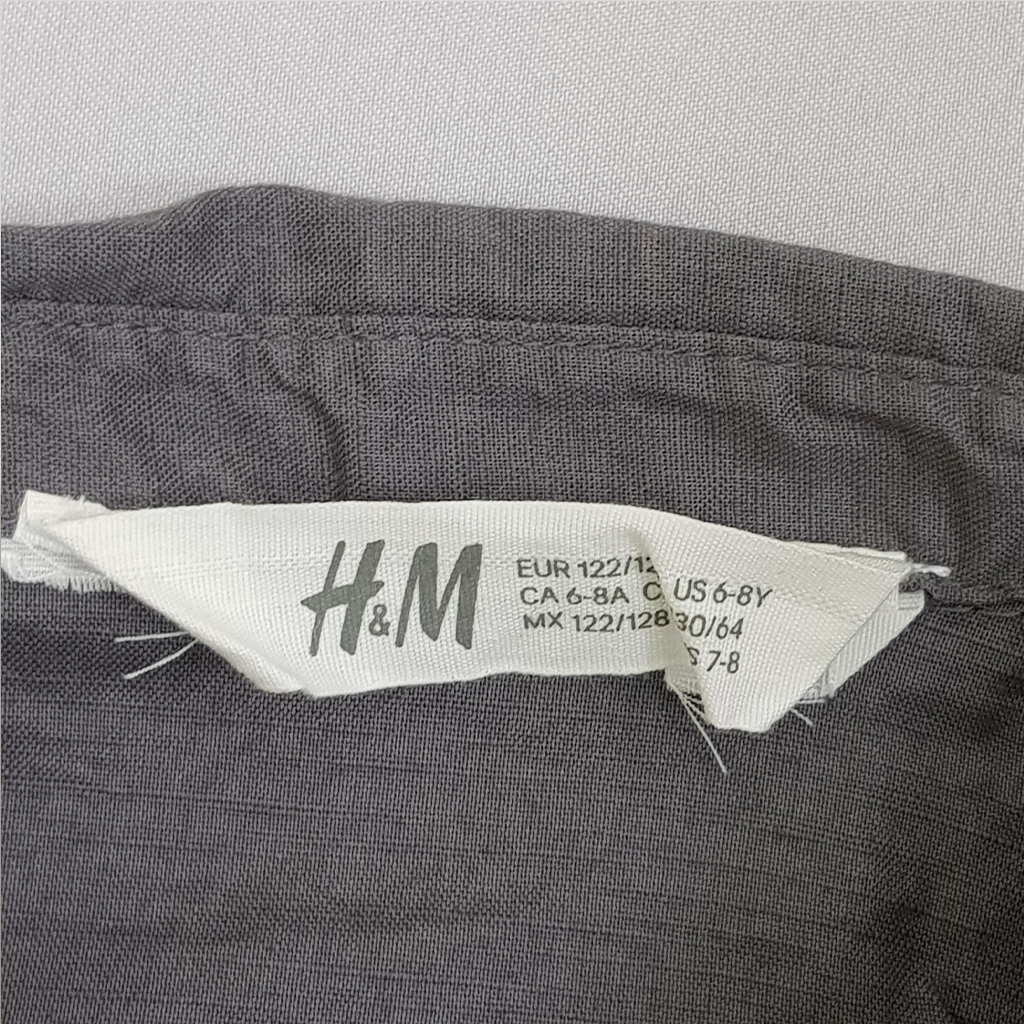 H&M
EUR 122/12
CA 6-8A US 6-8Y
MX 122/128 30/64
7-8